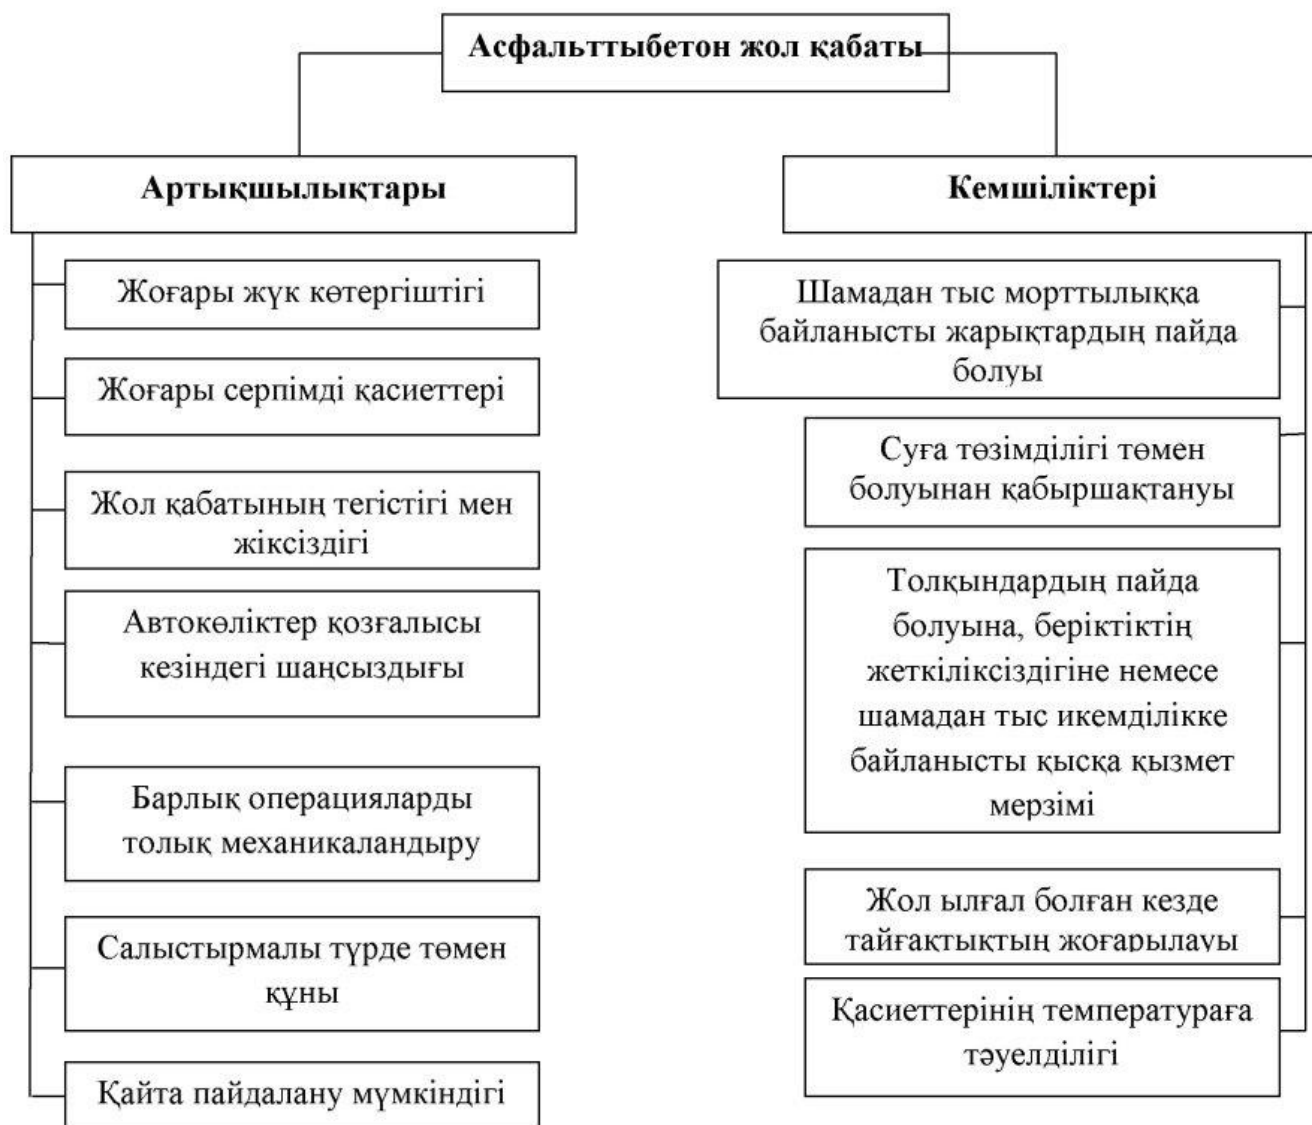 Асфальттыбетон жол қабаты
Артықшылықтары
Жоғары жүк көтергіштігі
Жоғары серпімді қасиеттері
Жол қабатының тегістігі мен
жіксіздігі
Автокөліктер қозғалысы
кезіндегі шаңсыздығы
Барлық операцияларды
толық механикаландыру
Салыстырмалы түрде төмен
құны
Қайта пайдалану мүмкіндігі
Кемшіліктері
Шамадан тыс морттылыққа
байланысты жарықтардың пайда
болуы
Суға төзімділігі төмен
болуынан қабыршақтануы
Толқындардың пайда
болуына, беріктіктің
жеткіліксіздігіне немесе
шамадан тыс икемділікке
байланысты қысқа қызмет
мерзімі
Жол ылғал болған кезде
тайғақтықтың жоғарылауы
Қасиеттерінің температураға
тәуелділігі